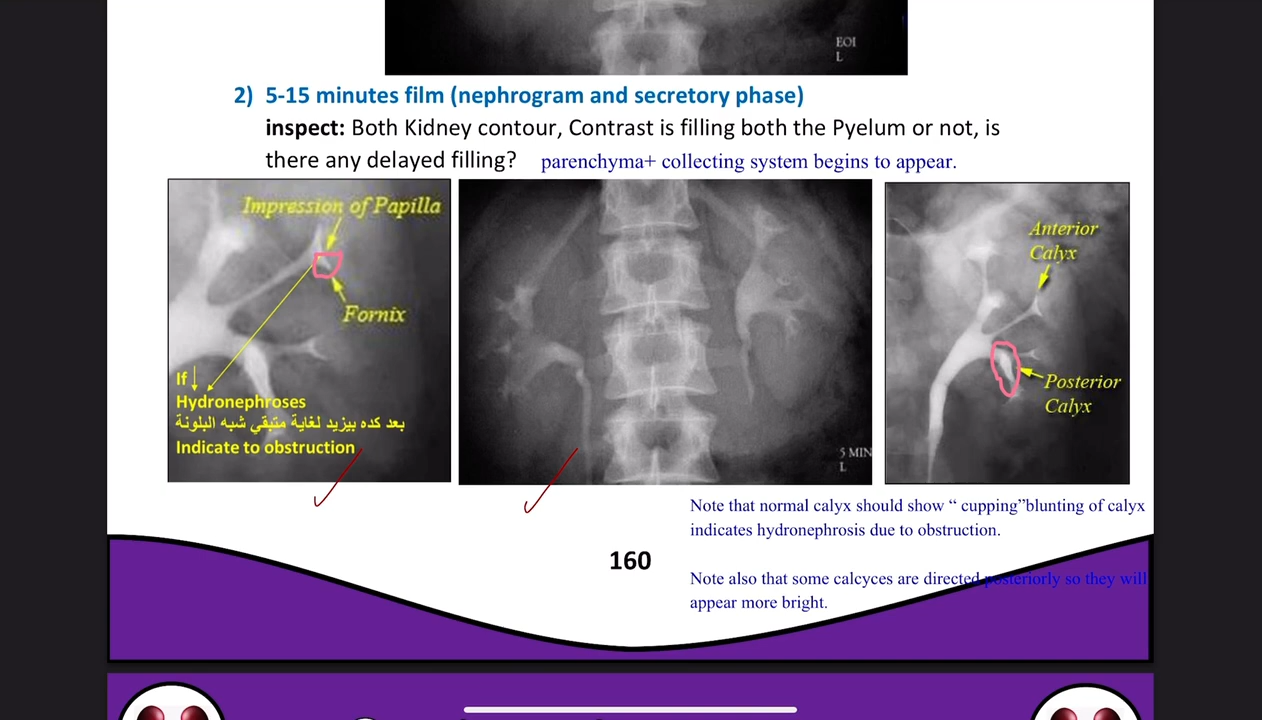 EOI
L
2) 5-15 minutes film (nephrogram and secretory phase)
inspect: Both Kidney contour, Contrast is filling both the Pyelum or not, is
there any delayed filling? parenchyma+ collecting system begins to appear.
Impression of Papilla
Fornix
If ↓
Hydronephroses
بعد كده بيزيد لغاية متبقي شبه البلونة
Indicate to obstruction
5 MIN
L
Anterior
Calyx
Posterior
Calyx
Note that normal calyx should show “ cupping”blunting of calyx
indicates hydronephrosis due to obstruction.
160
Note also that some calcyces are directed posteriorly so they will
appear more bright.